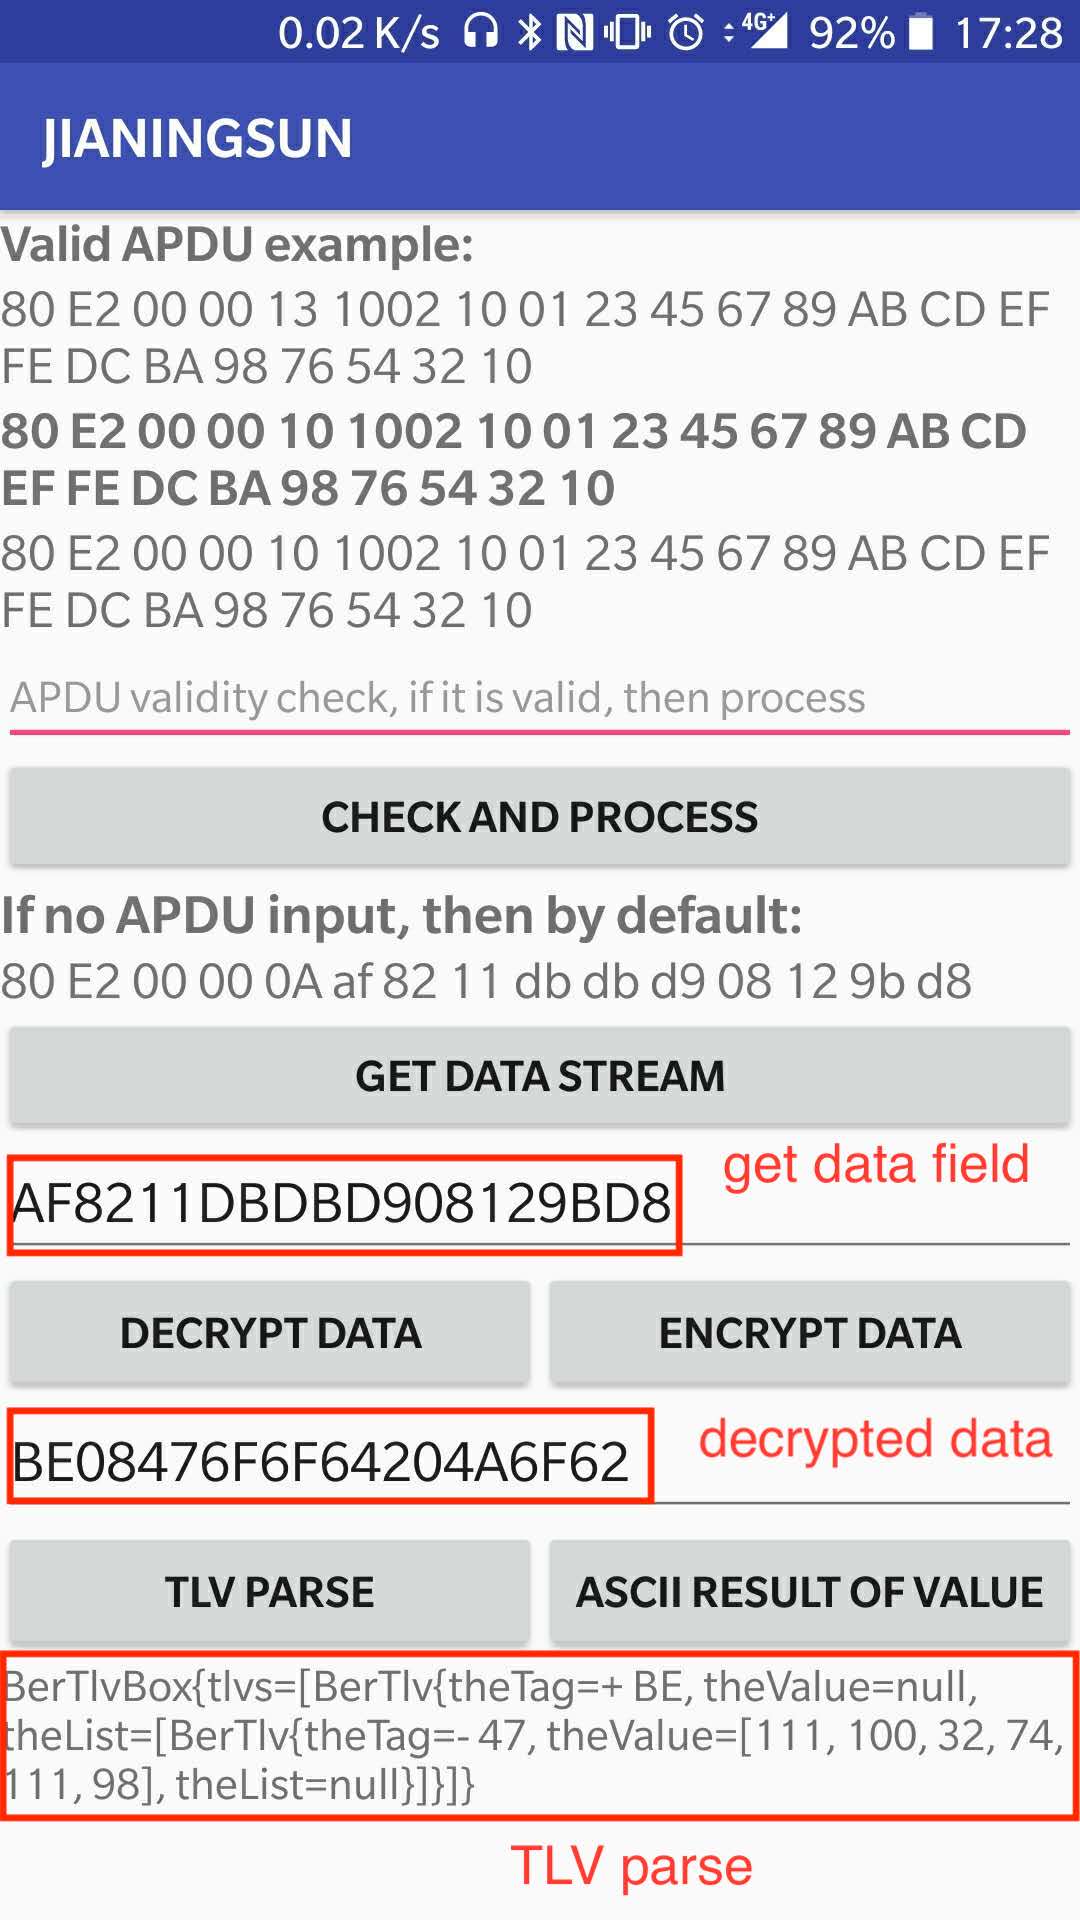 0.02 K/s 4G+ 92% 17:28
JIANINGSUN
Valid APDU example:
80 E2 00 00 13 1002 10 01 23 45 67 89 AB CD EF
FE DC BA 98 76 54 32 10
80 E2 00 00 10 1002 10 01 23 45 67 89 AB CD
EF FE DC BA 98 76 54 32 10
80 E2 00 00 10 1002 10 01 23 45 67 89 AB CD EF
FE DC BA 98 76 54 32 10
APDU validity check, if it is valid, then process
CHECK AND PROCESS
If no APDU input, then by default:
80 E2 00 00 0A af 82 11 db db d9 08 12 9b d8
GET DATA STREAM
get data field
AF8211DBDBD908129BD8
DECRYPT DATA ENCRYPT DATA
decrypted data
BE08476F6F64204A6F62
TLV PARSE ASCII RESULT OF VALUE
BerTlvBox{tlvs=[BerTlv{theTag=+ BE, theValue=null,
theList=[BerTlv{theTag=- 47, theValue=[111, 100, 32, 74,
111, 98], theList=null}]}]}
TLV parse